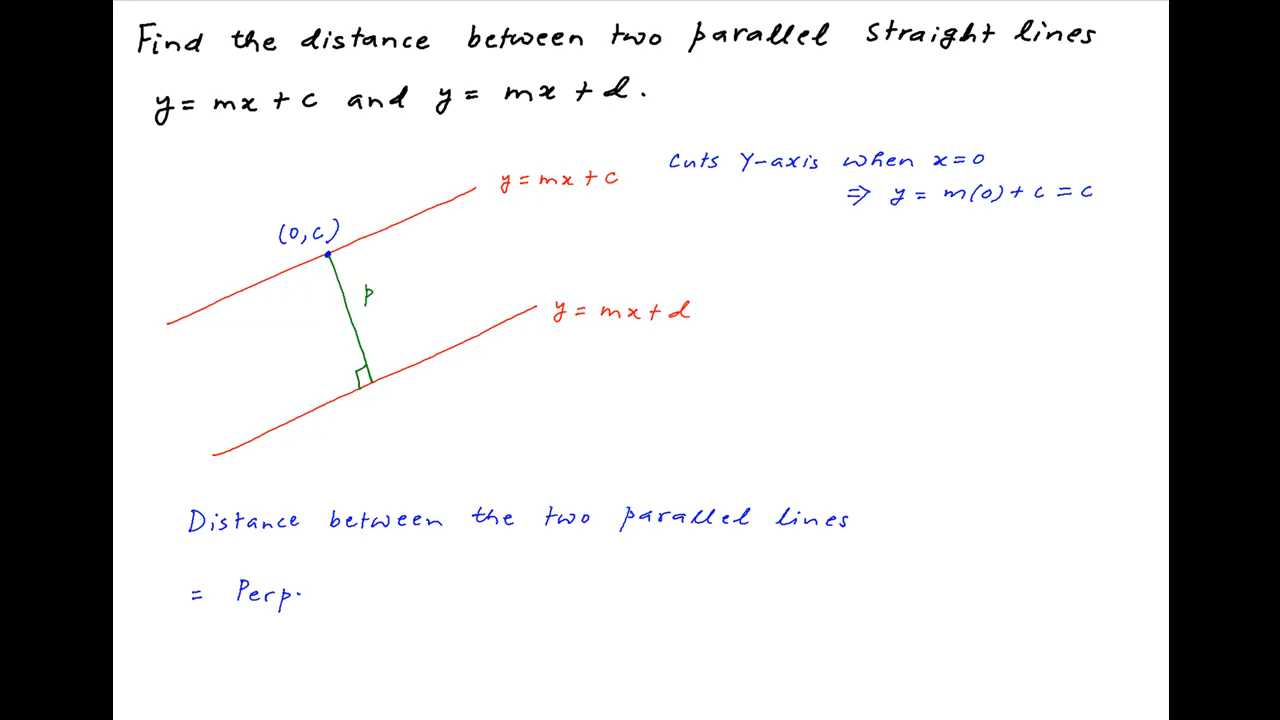 Find the distance between two parallel straight lines
y = mx + c and y = mx + d.
cuts Y-axis when x=0
⇒ y = m(0) + c = c
y = mx + c
(0, c)
p
y = mx + d
Distance between the two parallel lines
= Perp.